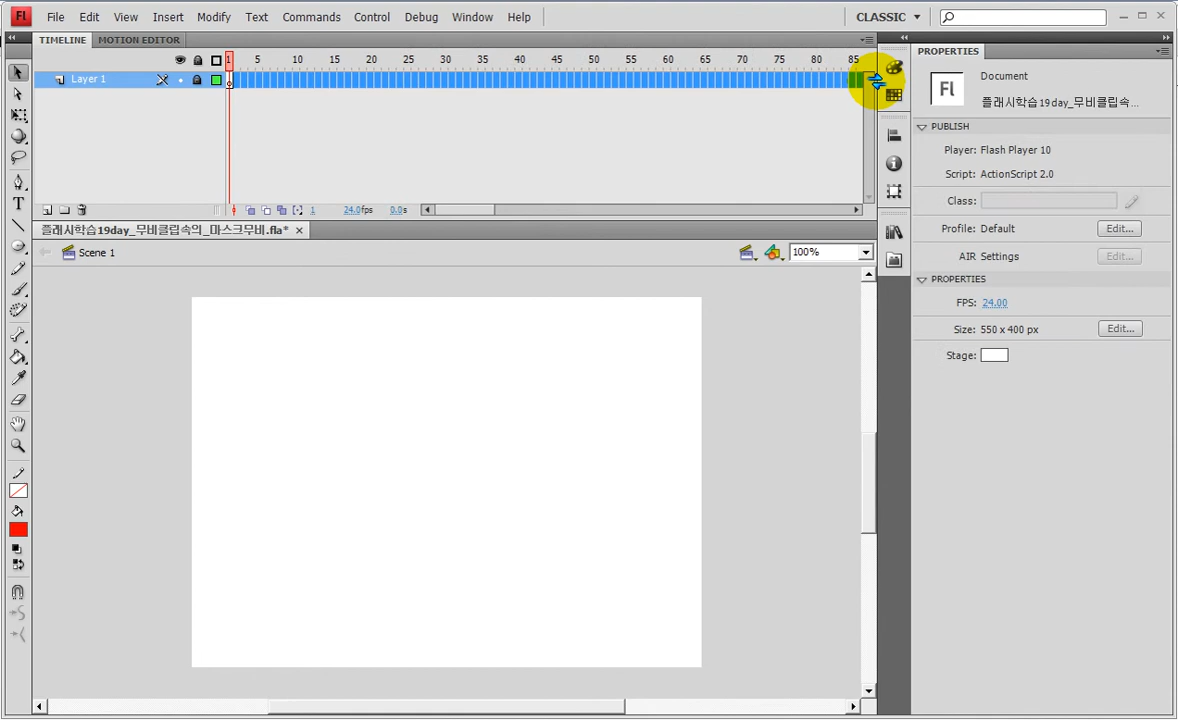 Fl File Edit View Insert Modify Text Commands Control Debug Window Help CLASSIC
TIMELINE MOTION EDITOR
1 5 10 15 20 25 30 35 40 45 50 55 60 65 70 75 80 85
Layer 1
1 24.0fps 0.0s
플래시학습19day_무비클립속의_마스크무비.fla*
Scene 1 100%
PROPERTIES
Fl
Document
플래시학습19day_무비클립속...
PUBLISH
Player: Flash Player 10
Script: ActionScript 2.0
Class:
Profile: Default Edit...
AIR Settings Edit...
PROPERTIES
FPS: 24.00
Size: 550 x 400 px Edit...
Stage: